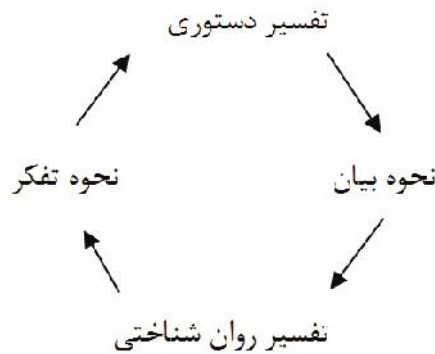 تفسیر دستوری
نحوه بیان
نحوه تفکر
تفسیر روان شناختی